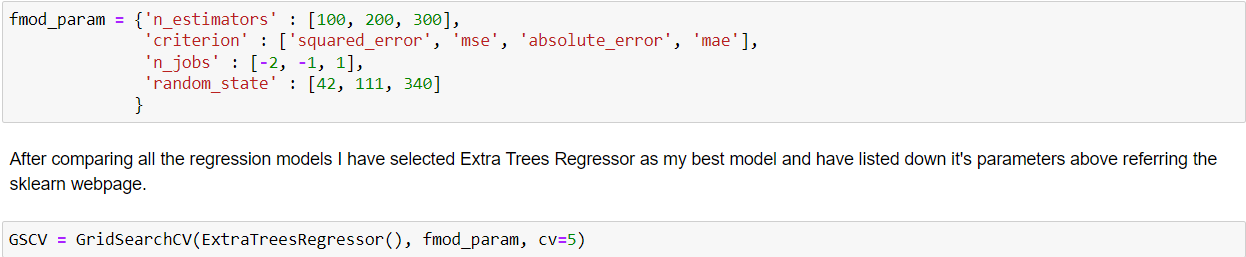 fmod_param = {'n_estimators' : [100, 200, 300],
'criterion' : ['squared_error', 'mse', 'absolute_error', 'mae'],
'n_jobs' : [-2, -1, 1],
'random_state' : [42, 111, 340]
}
After comparing all the regression models I have selected Extra Trees Regressor as my best model and have listed down it's parameters above referring the
sklearn webpage.
GSCV = GridSearchCV(ExtraTreesRegressor(), fmod_param, cv=5)